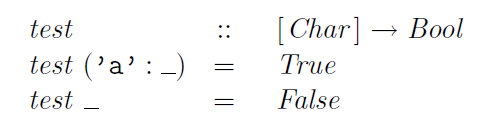 test :: [Char] → Bool
test ('a' : _) = True
test _ = False